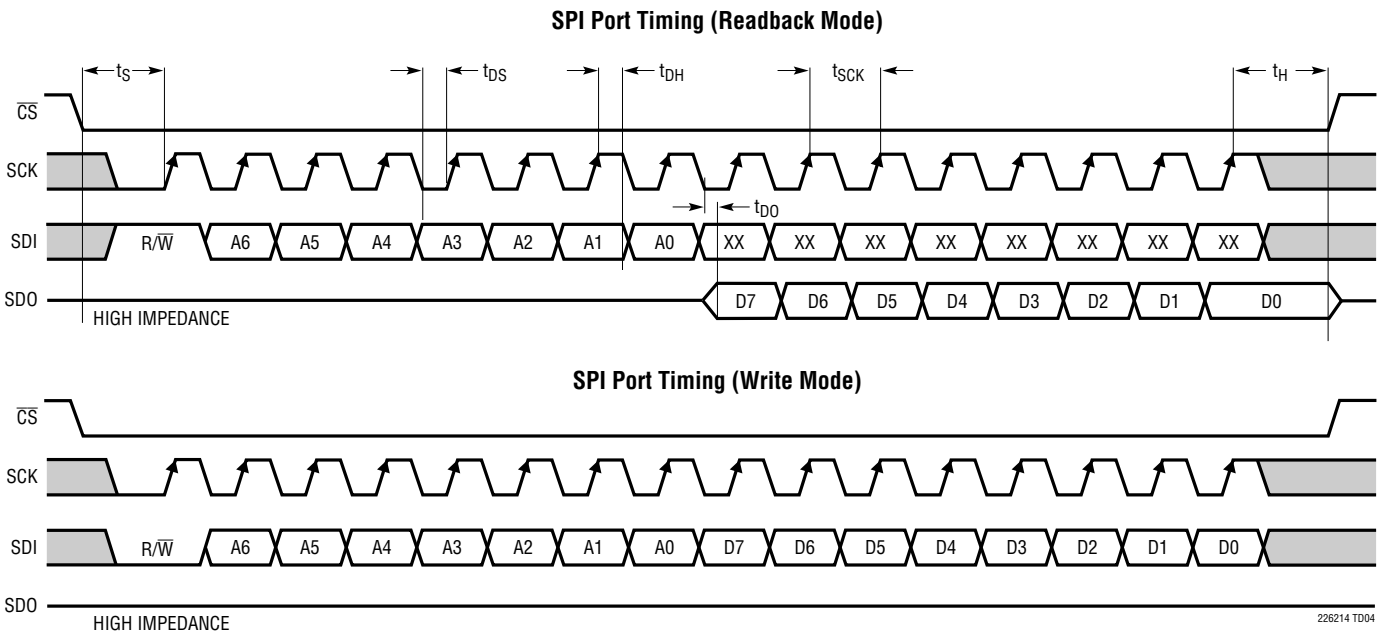 SPI Port Timing (Readback Mode)
tS tDS tDH tSCK tH
CS
SCK
tDO
SDI R/W A6 A5 A4 A3 A2 A1 A0 XX XX XX XX XX XX XX XX
SDO D7 D6 D5 D4 D3 D2 D1 D0
HIGH IMPEDANCE
SPI Port Timing (Write Mode)
CS
SCK
SDI R/W A6 A5 A4 A3 A2 A1 A0 D7 D6 D5 D4 D3 D2 D1 D0
SDO
HIGH IMPEDANCE
226214 TD04